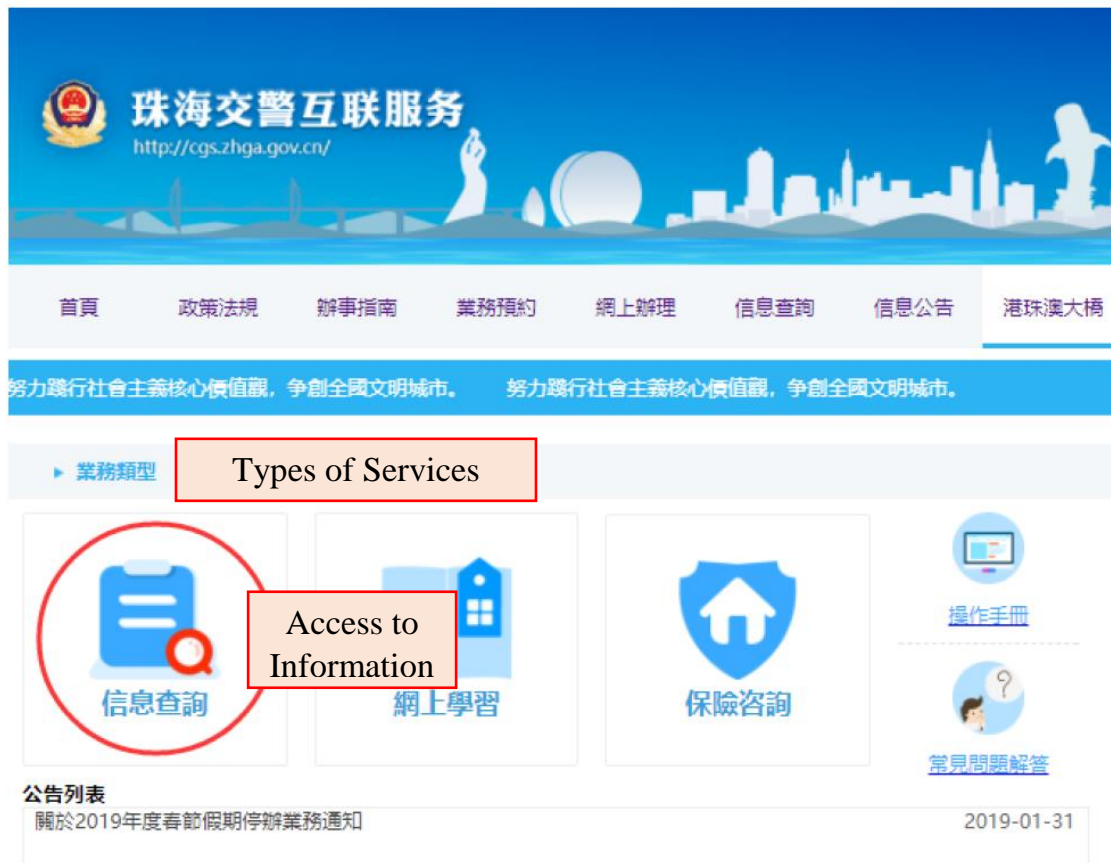 珠海交警互联服务
http://cgs.zhga.gov.cn/
首頁 政策法規 辦事指南 業務預約 網上辦理 信息查詢 信息公告 港珠澳大橋
努力踐行社會主義核心價值觀，争創全國文明城市。 努力踐行社會主義核心價值觀，争創全國文明城市。
業務類型
Types of Services
Access to
Information
信息查詢
網上學習
保險咨詢
操作手冊
常見問題解答
公告列表
關於2019年度春節假期停辦業務通知 2019-01-31